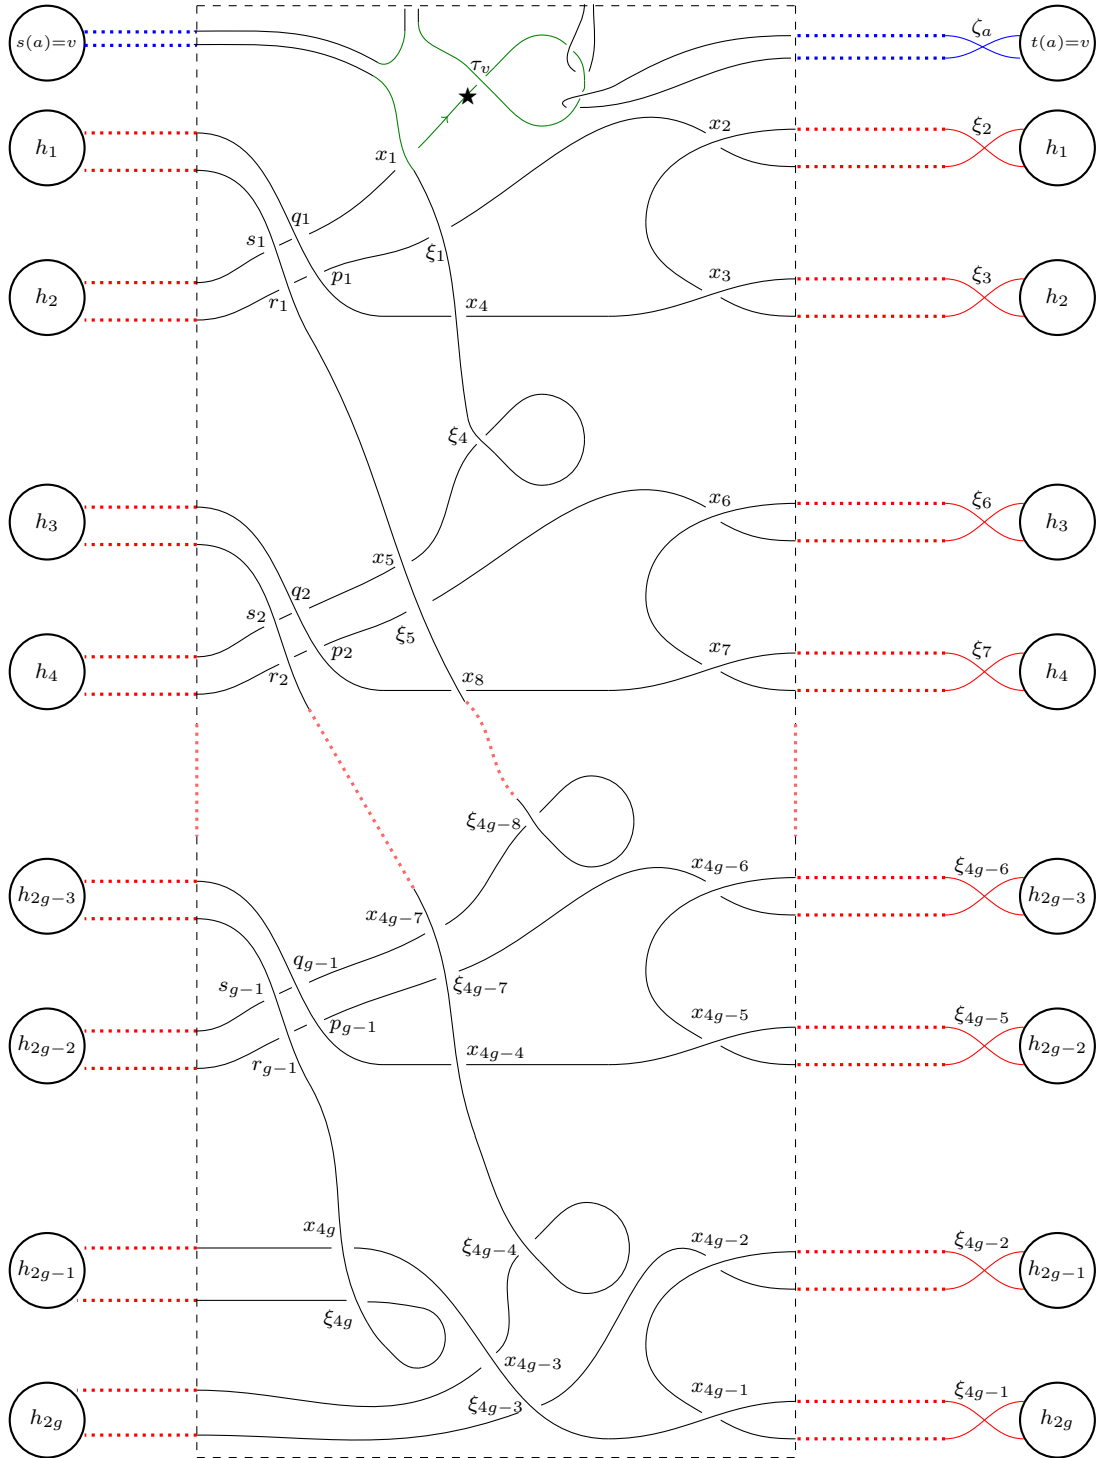 s(a)=v ζ_a t(a)=v
τ_v
★
h_1 x_1 x_2 ξ_2 h_1
q_1
s_1 ξ_1
p_1 x_3 ξ_3
h_2 r_1 x_4 h_2
ξ_4
h_3 x_6 ξ_6 h_3
x_5
q_2
s_2 ξ_5
h_4 r_2 p_2 x_8 x_7 ξ_7 h_4
ξ_{4g−8}
h_{2g−3} x_{4g−7} x_{4g−6} ξ_{4g−6} h_{2g−3}
q_{g−1}
s_{g−1} ξ_{4g−7}
p_{g−1} x_{4g−5} ξ_{4g−5}
h_{2g−2} r_{g−1} x_{4g−4} h_{2g−2}
x_{4g} ξ_{4g−4} x_{4g−2} ξ_{4g−2}
h_{2g−1} h_{2g−1}
ξ_{4g}
x_{4g−3}
ξ_{4g−3} x_{4g−1} ξ_{4g−1}
h_{2g} h_{2g}